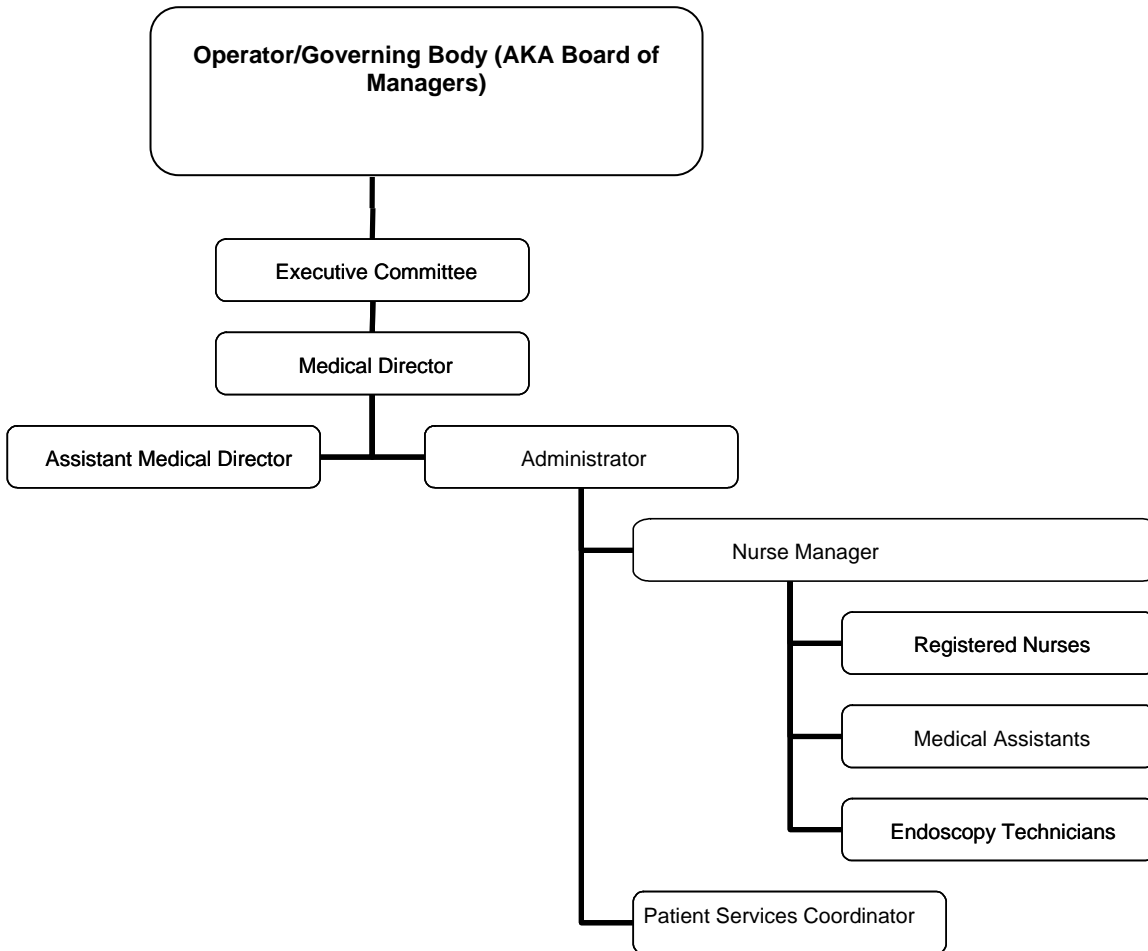 Operator/Governing Body (AKA Board of
Managers)
Executive Committee
Medical Director
Assistant Medical Director
Administrator
Nurse Manager
Registered Nurses
Medical Assistants
Endoscopy Technicians
Patient Services Coordinator